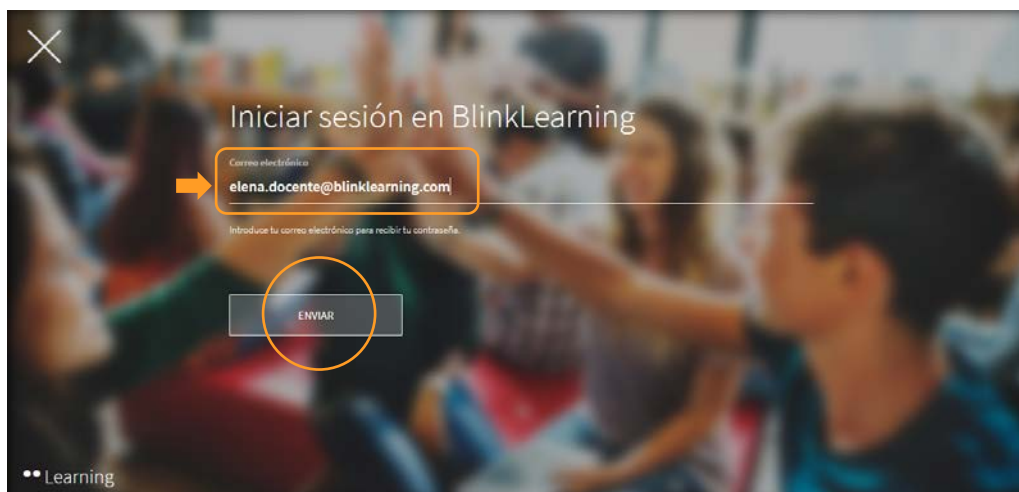 Iniciar sesión en BlinkLearning
Correo electrónico
elena.docente@blinklearning.com
Introduce tu correo electrónico para recibir tu contraseña.
ENVIAR
Learning